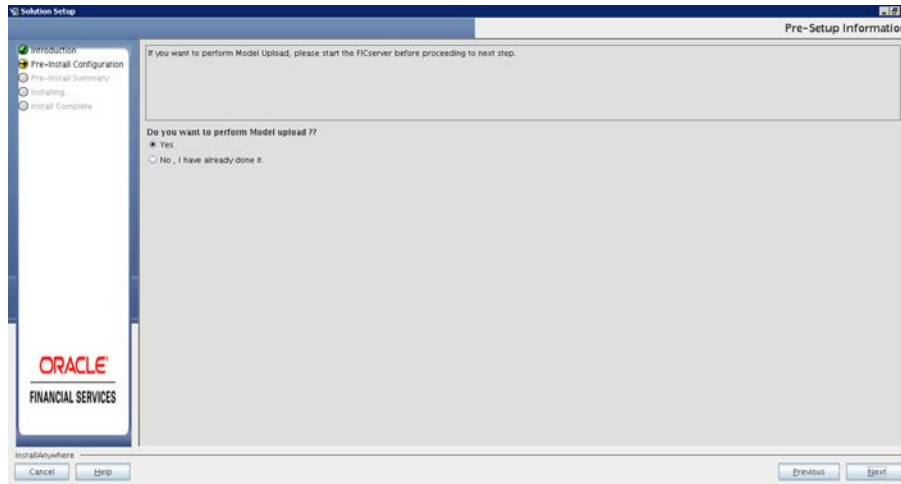 Solution Setup
Pre-Setup Informatio
Introduction
Pre-Install Configuration
Pre-Install Summary
Installing...
Install Complete
If you want to perform Model Upload, please start the FICserver before proceeding to next step.
Do you want to perform Model upload ??
Yes
No , I have already done it.
ORACLE
FINANCIAL SERVICES
InstallAnywhere
Cancel
Help
Previous
Next